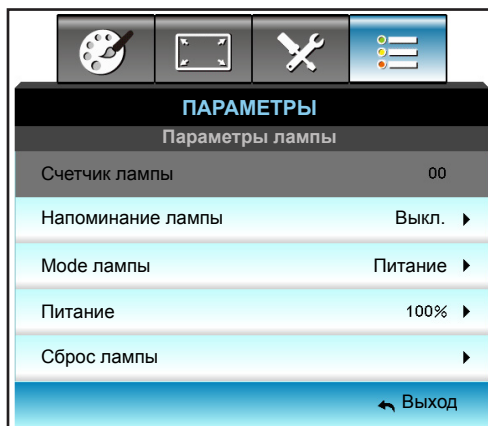 ПАРАМЕТРЫ
Параметры лампы
Счетчик лампы 00
Напоминание лампы Выкл.
Mode лампы Питание
Питание 100%
Сброс лампы
Выход